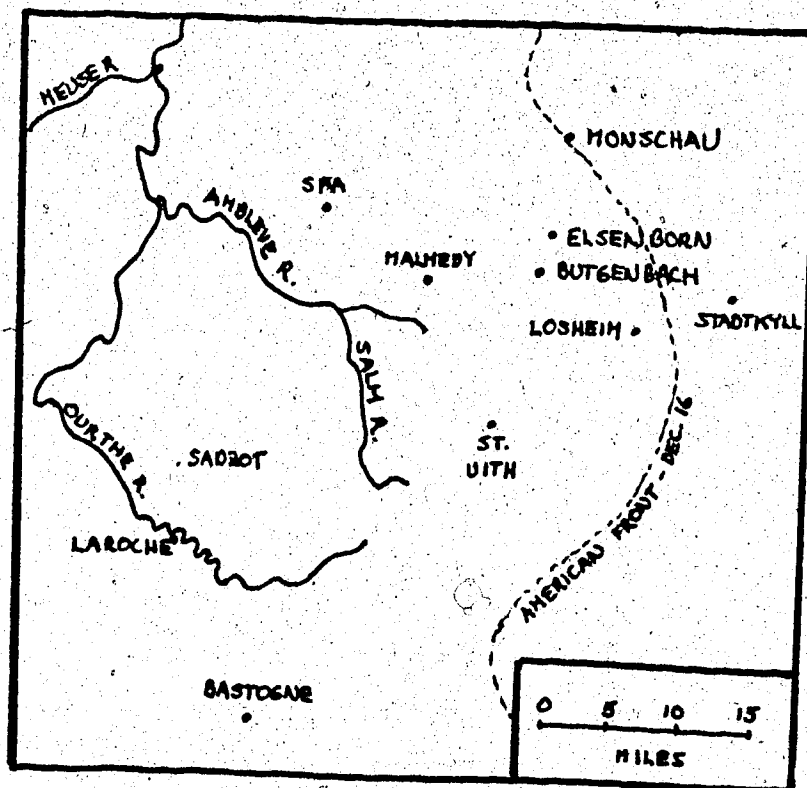 MEUSER
MONSCHAU
SPA
AMBLEVE R.
ELSENBORN
MALMEDY
BUTGENBACH
LOSHEIM
STADTKYLL
SALM R.
OURTHE R.
SADZOT
ST.
VITH
AMERICAN FRONT - DEC. 16
LAROCHE
BASTOGNE
0 5 10 15
MILES